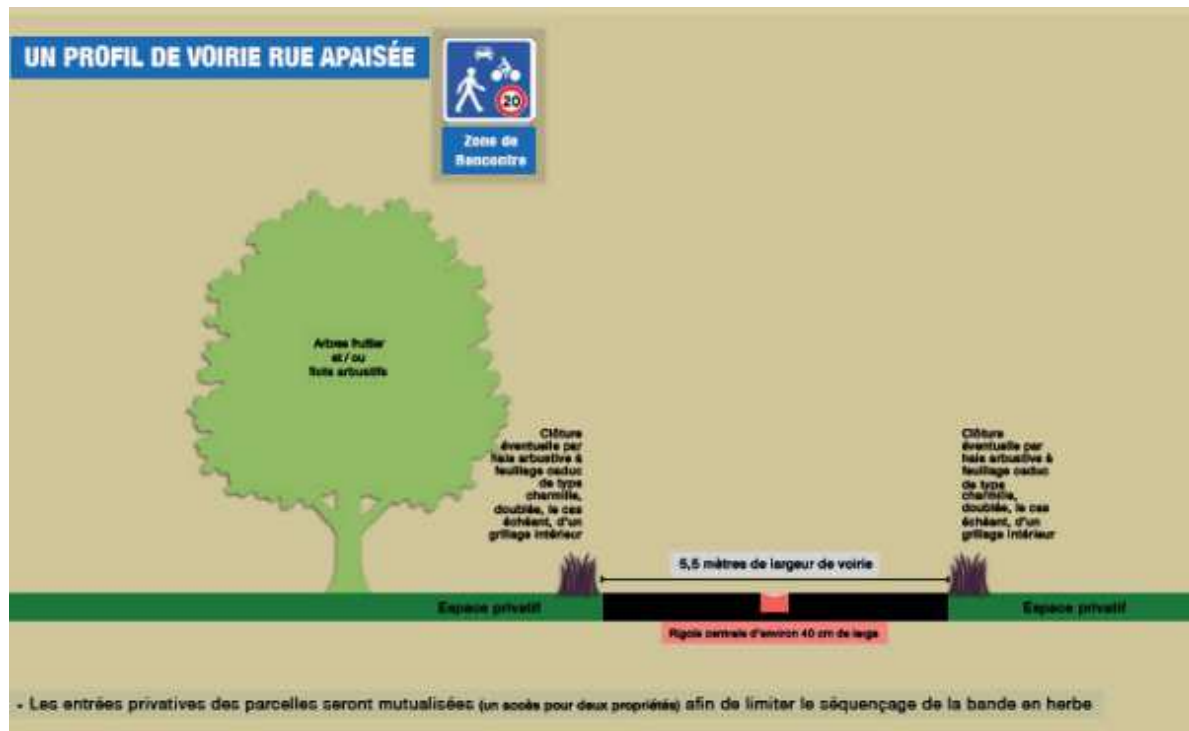 UN PROFIL DE VOIRIE RUE APAISÉE
20
Zone de
Rencontre
Arbres fruitier
et / ou
îlots arbustifs
Clôture
éventuelle par
haie arbustive à
feuillage caduc
de type
charmille,
doublée, le cas
échéant, d'un
grillage intérieur
Clôture
éventuelle par
haie arbustive à
feuillage caduc
de type
charmille,
doublée, le cas
échéant, d'un
grillage intérieur
5,5 mètres de largeur de voirie
Espace privatif
Espace privatif
Rigole centrale d'environ 40 cm de large
- Les entrées privatives des parcelles seront mutualisées (un accès pour deux propriétés) afin de limiter le séquençage de la bande en herbe